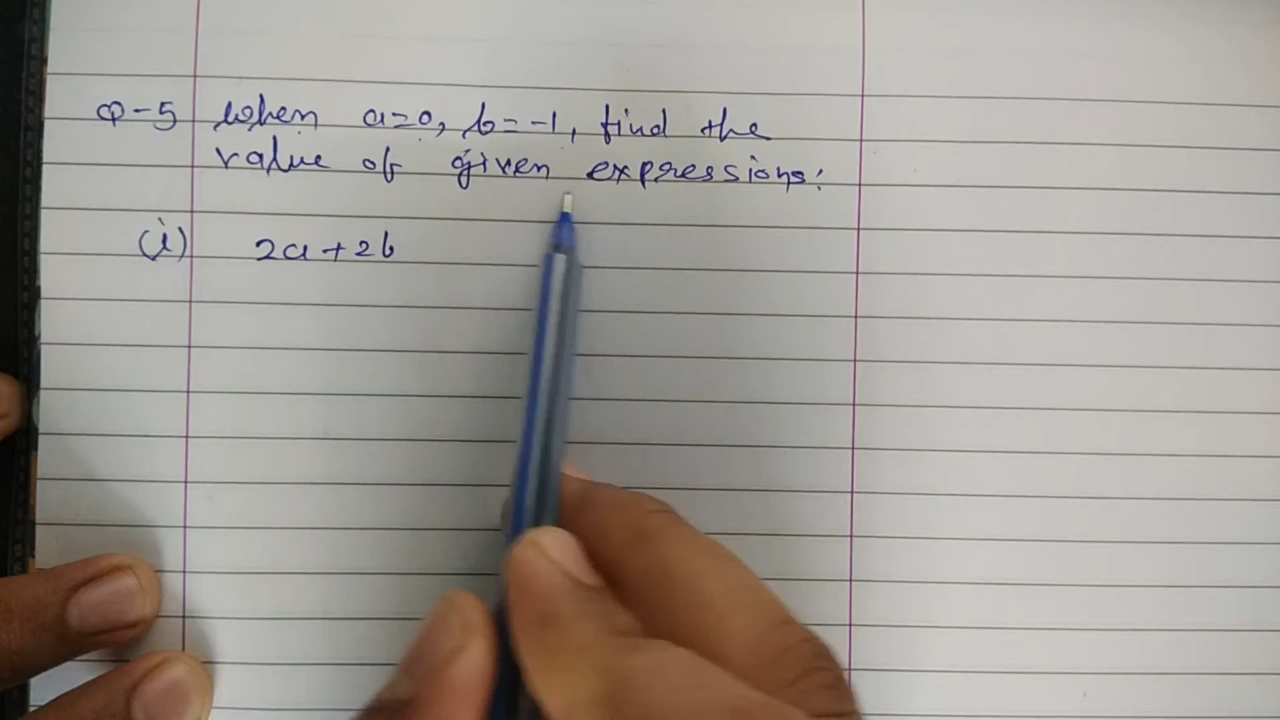 Q-5 when a=0, b=-1, find the
value of given expressions:
(i) 2a+2b